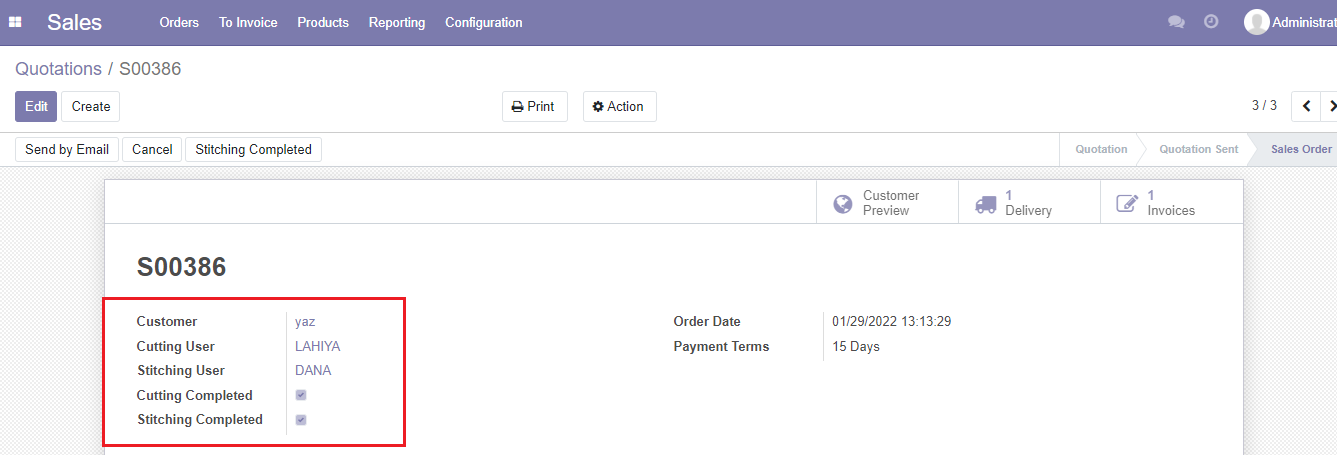 Sales Orders To Invoice Products Reporting Configuration Administrat
Quotations / S00386
Edit Create Print Action 3 / 3
Send by Email Cancel Stitching Completed Quotation Quotation Sent Sales Order
Customer Preview 1 Delivery 1 Invoices
S00386
Customer yaz Order Date 01/29/2022 13:13:29
Cutting User LAHIYA Payment Terms 15 Days
Stitching User DANA
Cutting Completed
Stitching Completed